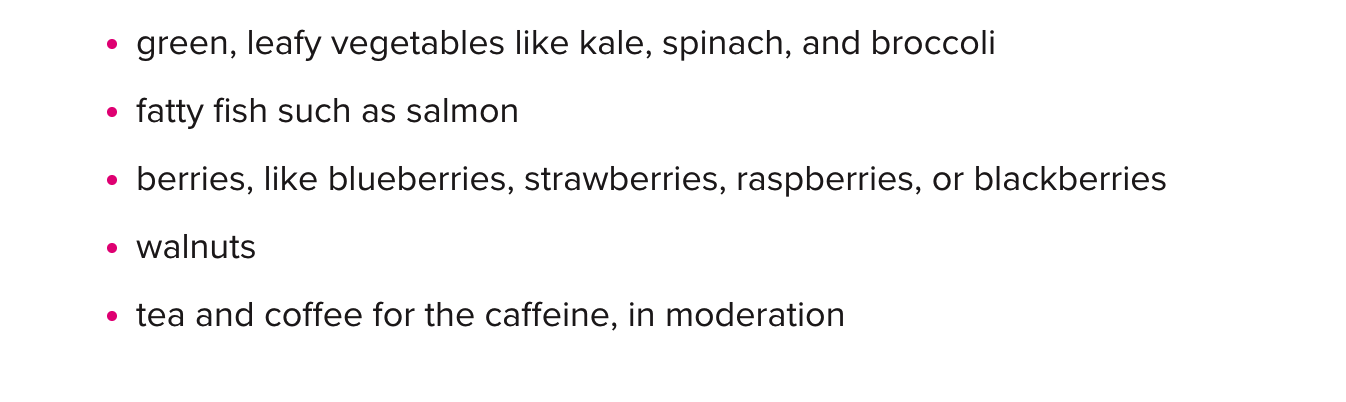 • green, leafy vegetables like kale, spinach, and broccoli
• fatty fish such as salmon
• berries, like blueberries, strawberries, raspberries, or blackberries
• walnuts
• tea and coffee for the caffeine, in moderation